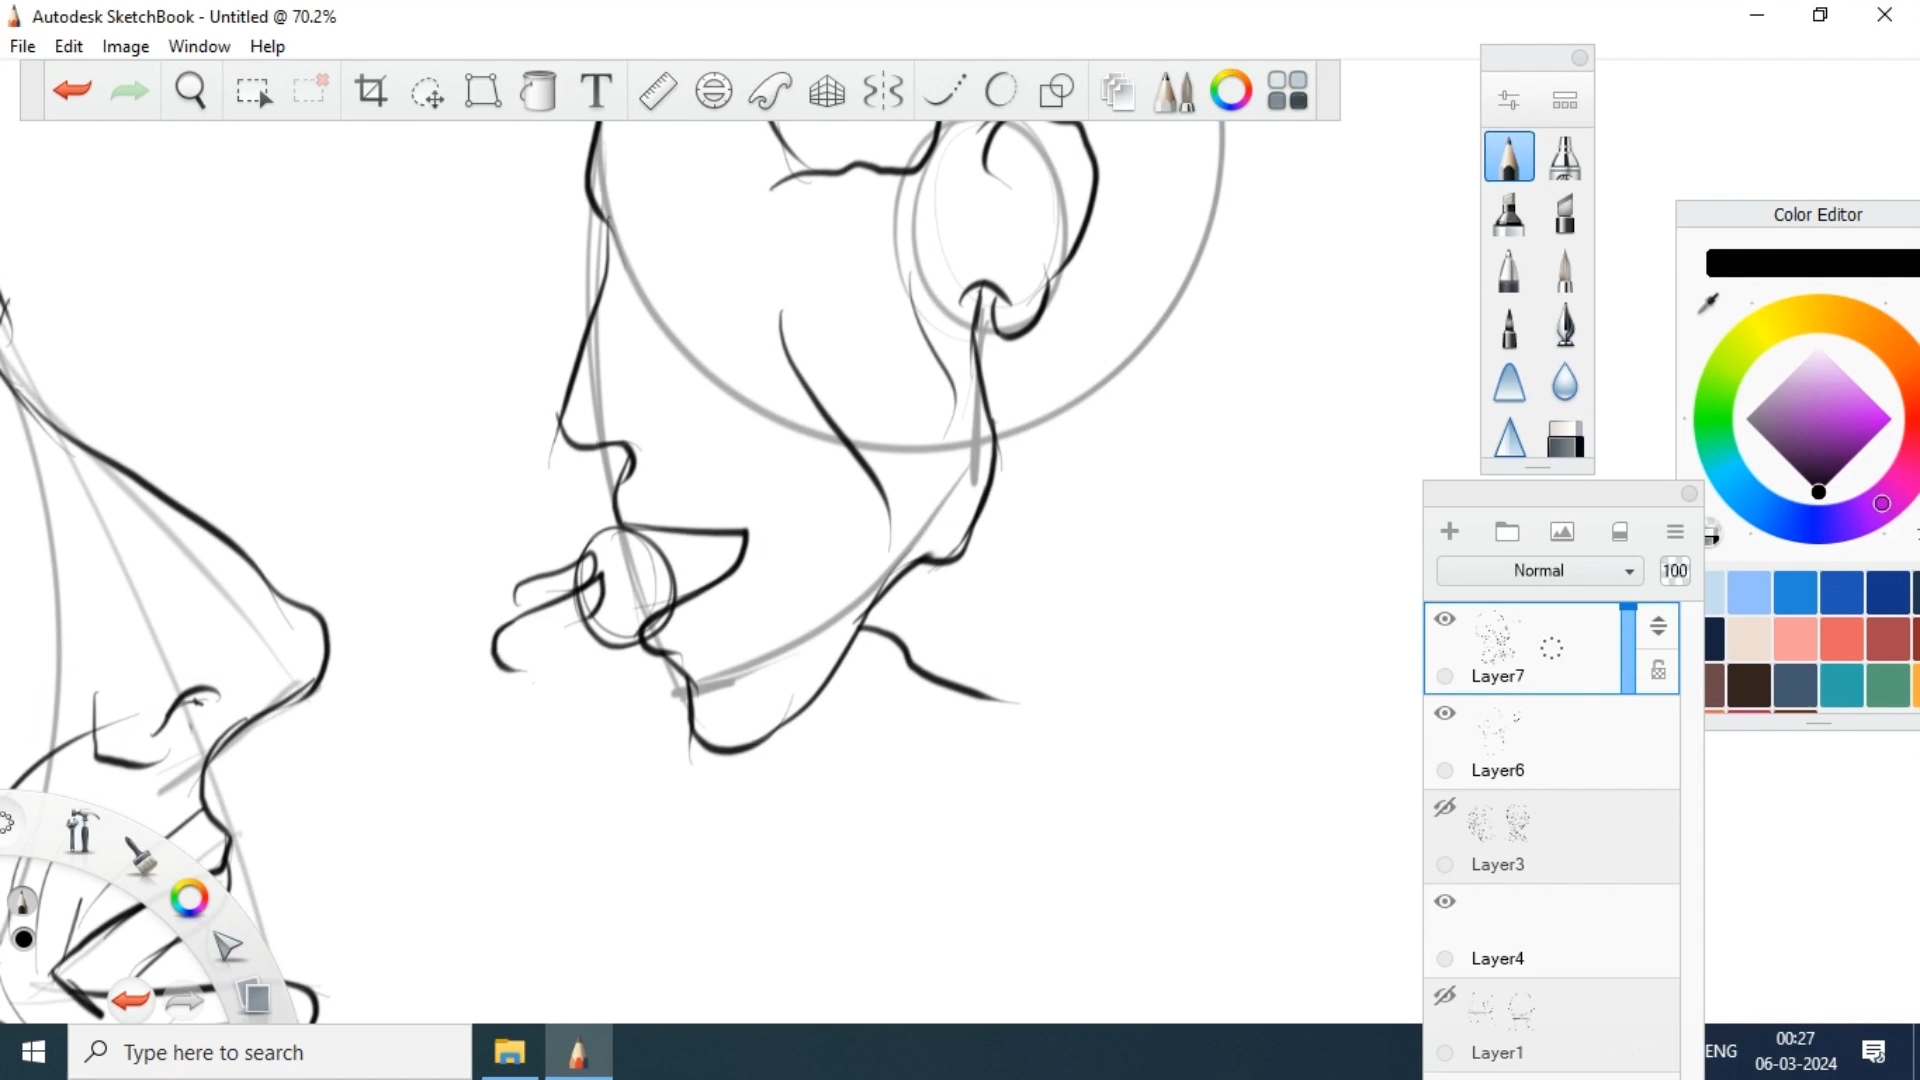 Autodesk SketchBook - Untitled @ 70.2%
File Edit Image Window Help
T
Color Editor
Normal 100
Layer7
Layer6
Layer3
Layer4
Layer1
Type here to search
ENG
00:27
06-03-2024